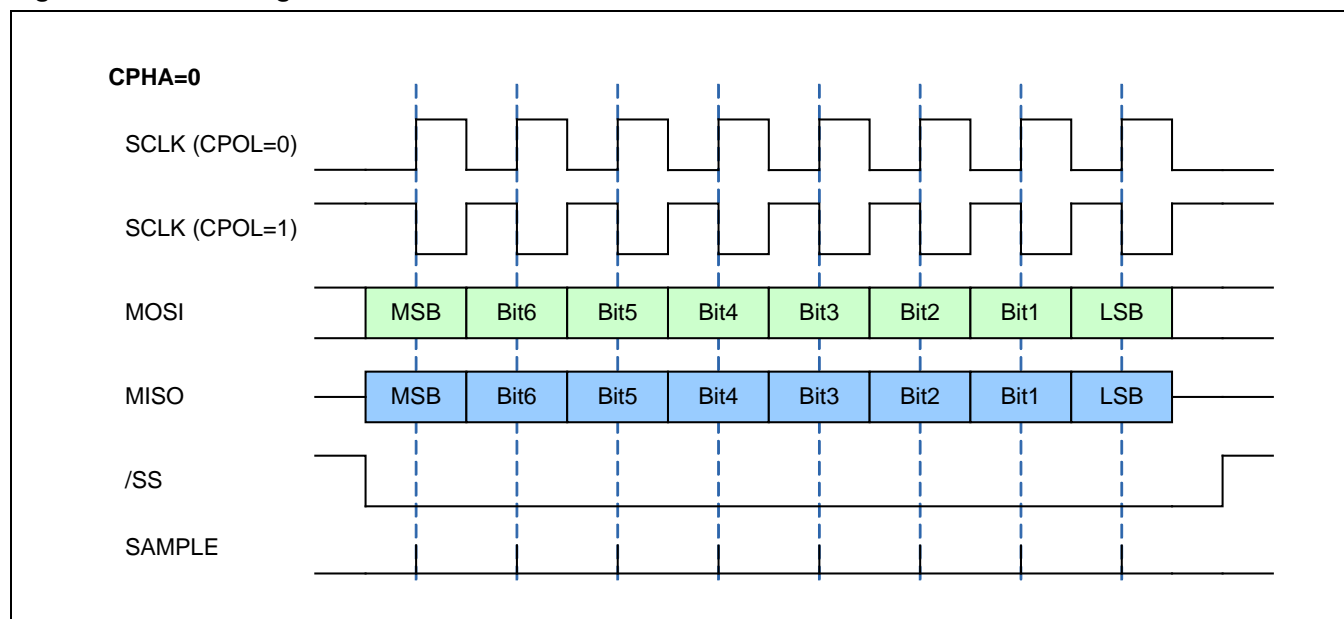 CPHA=0
SCLK (CPOL=0)
SCLK (CPOL=1)
MOSI MSB Bit6 Bit5 Bit4 Bit3 Bit2 Bit1 LSB
MISO MSB Bit6 Bit5 Bit4 Bit3 Bit2 Bit1 LSB
/SS
SAMPLE